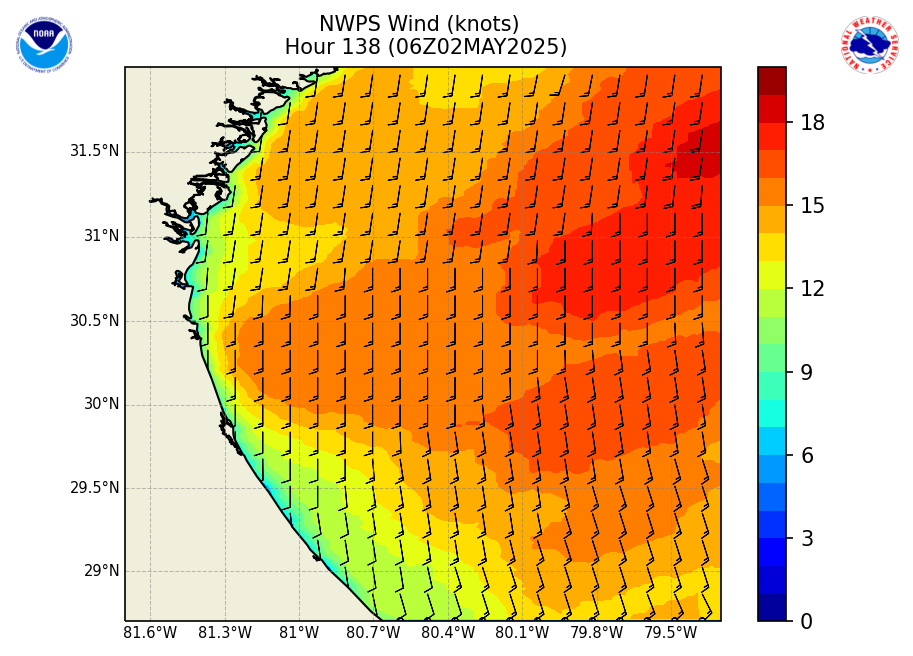 NWPS Wind (knots)
Hour 138 (06Z02MAY2025)
NOAA
NATIONAL WEATHER SERVICE
31.5°N
31°N
30.5°N
30°N
29.5°N
29°N
81.6°W 81.3°W 81°W 80.7°W 80.4°W 80.1°W 79.8°W 79.5°W
18
15
12
9
6
3
0